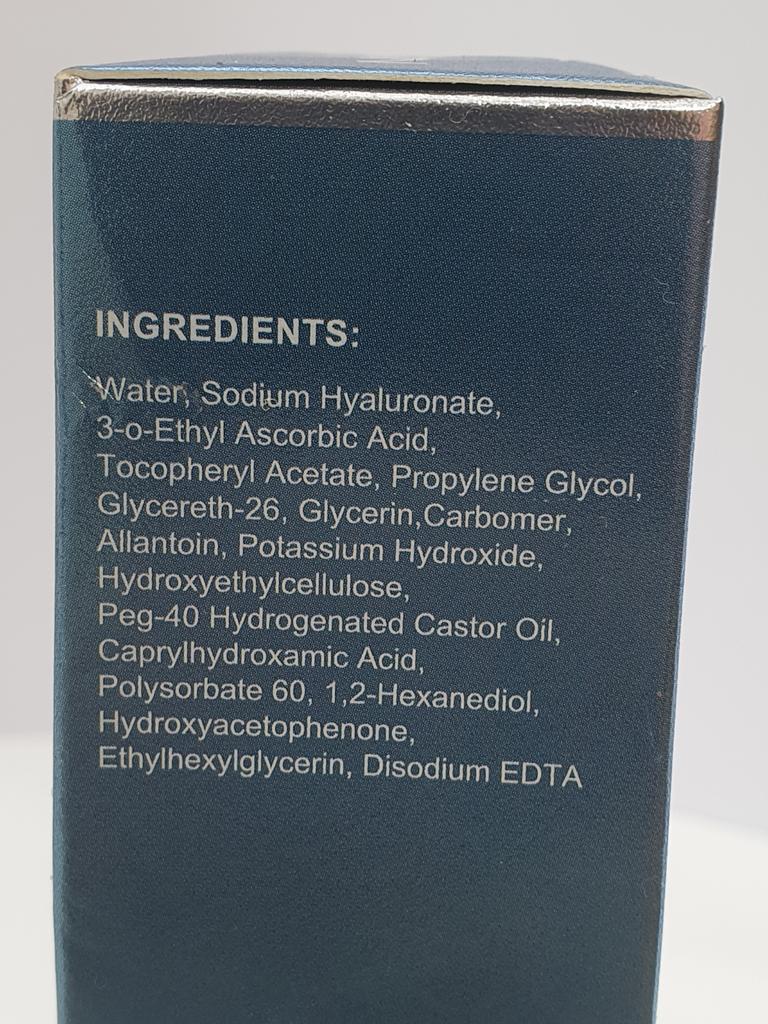 INGREDIENTS:
Water, Sodium Hyaluronate,
3-o-Ethyl Ascorbic Acid,
Tocopheryl Acetate, Propylene Glycol,
Glycereth-26, Glycerin,Carbomer,
Allantoin, Potassium Hydroxide,
Hydroxyethylcellulose,
Peg-40 Hydrogenated Castor Oil,
Caprylhydroxamic Acid,
Polysorbate 60, 1,2-Hexanediol,
Hydroxyacetophenone,
Ethylhexylglycerin, Disodium EDTA